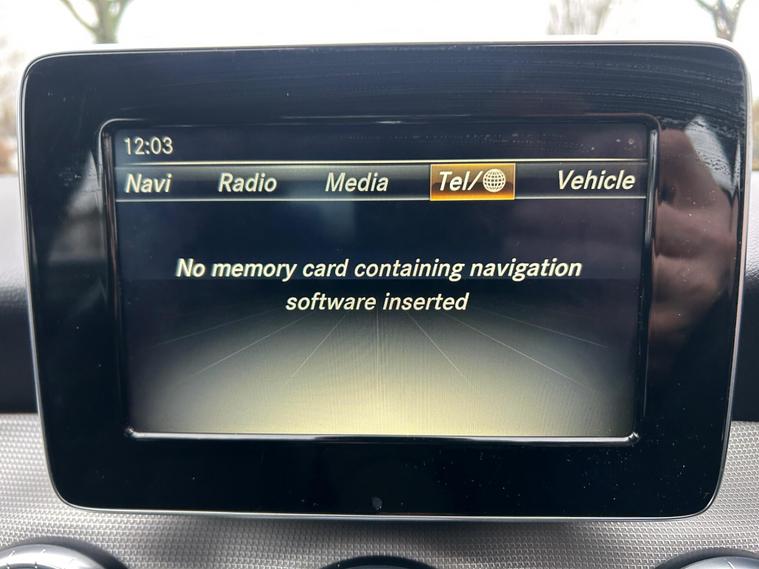 12:03
Navi Radio Media Tel/ Vehicle
No memory card containing navigation
software inserted